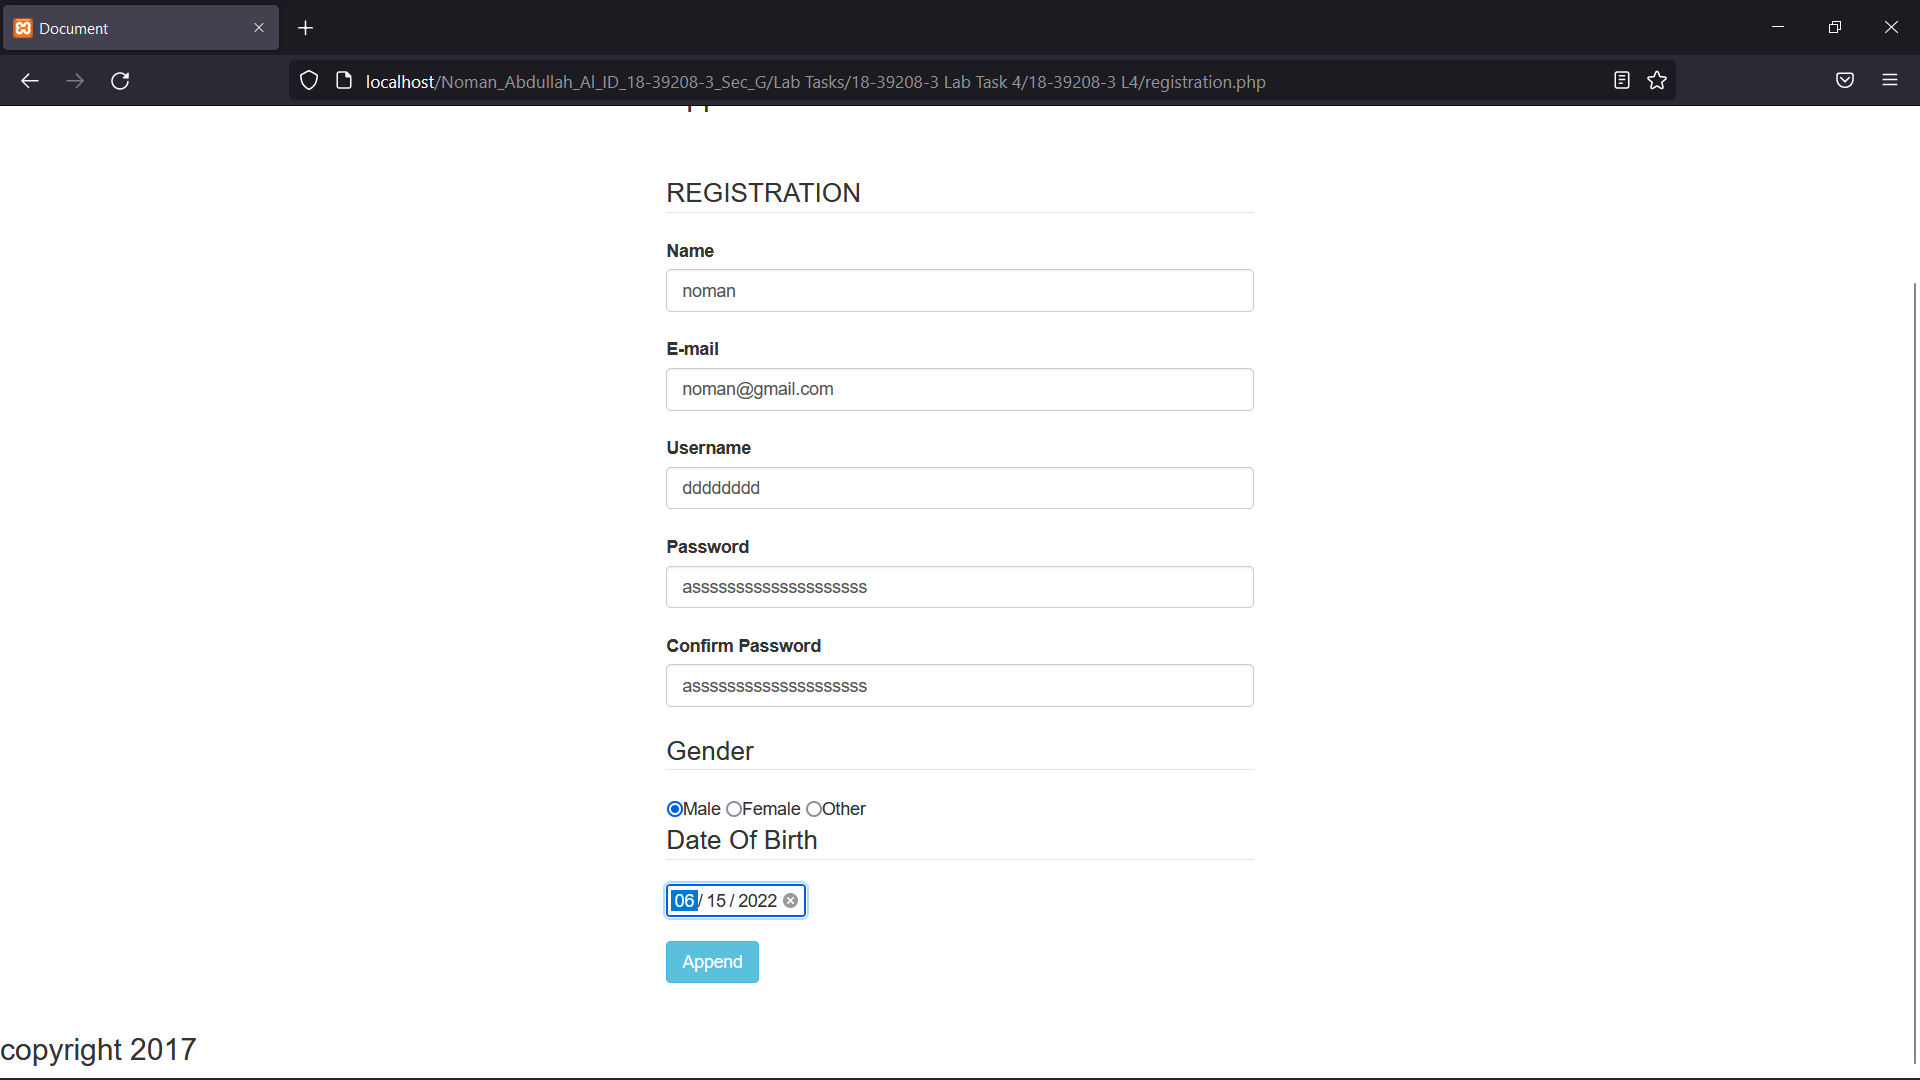 Document
localhost/Noman_Abdullah_Al_ID_18-39208-3_Sec_G/Lab Tasks/18-39208-3 Lab Task 4/18-39208-3 L4/registration.php
REGISTRATION
Name
noman
E-mail
noman@gmail.com
Username
dddddddd
Password
asssssssssssssssssssss
Confirm Password
asssssssssssssssssssss
Gender
Male Female Other
Date Of Birth
06/ 15 / 2022
Append
copyright 2017